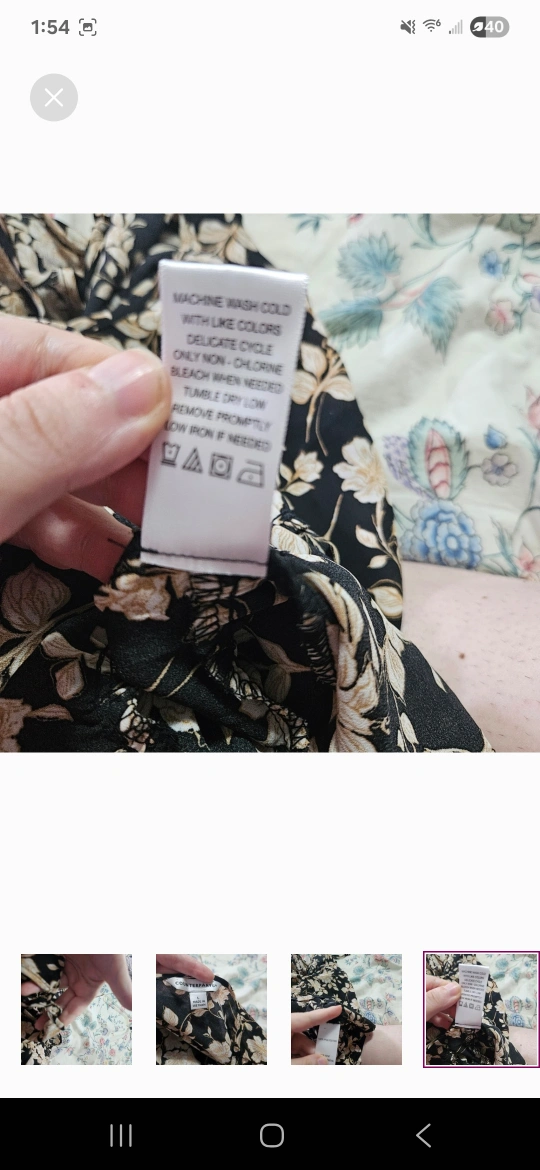 1:54
40
MACHINE WASH COLD
WITH LIKE COLORS
DELICATE CYCLE
ONLY NON - CHLORINE
BLEACH WHEN NEEDED
TUMBLE DRY LOW
REMOVE PROMPTLY
LOW IRON IF NEEDED